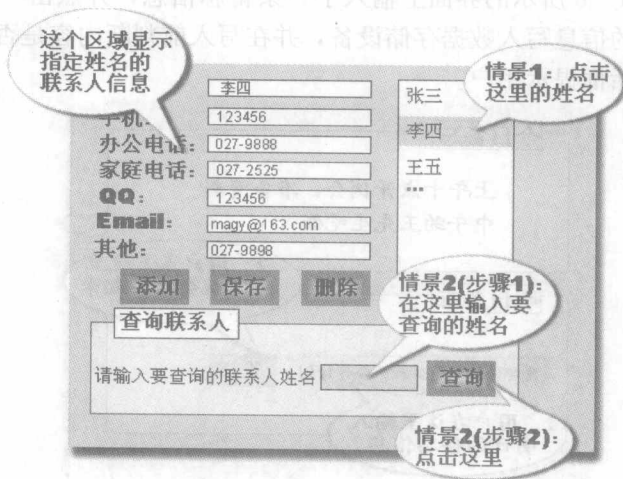 这个区域显示
指定姓名的
联系人信息
情景1：点击
这里的姓名
李四
手机：123456
办公电话：027-9888
家庭电话：027-2525
QQ：123456
Email：magy@163.com
其他：027-9898
张三
李四
王五
...
添加 保存 删除
情景2(步骤1)：
在这里输入要
查询的姓名
查询联系人
请输入要查询的联系人姓名 查询
情景2(步骤2)：
点击这里